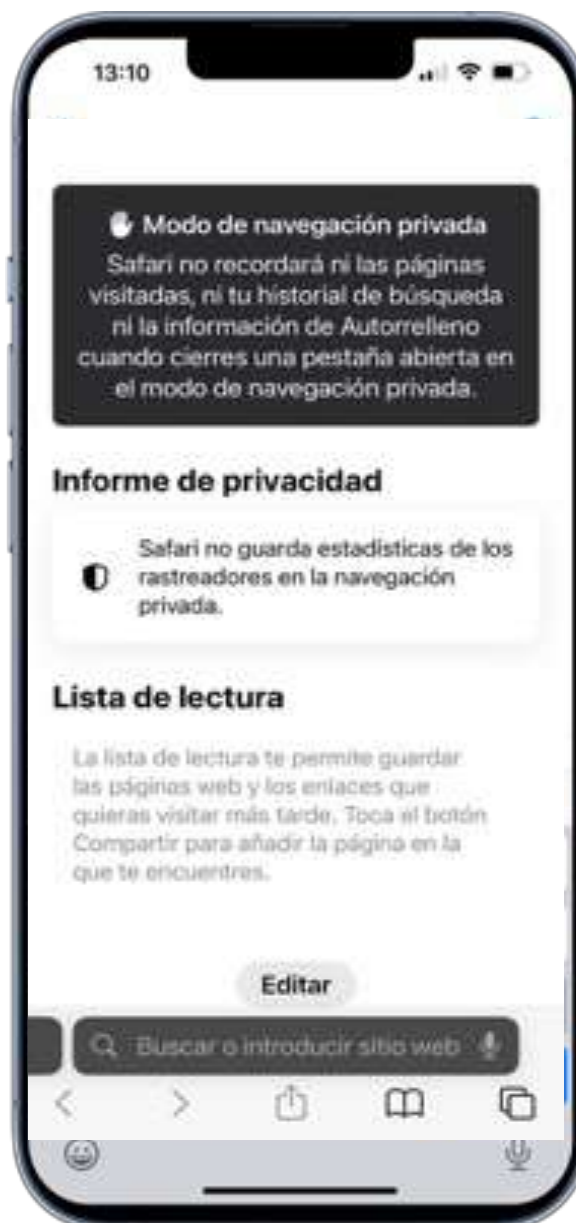 13:10
Modo de navegación privada
Safari no recordará ni las páginas
visitadas, ni tu historial de búsqueda
ni la información de Autorrelleno
cuando cierres una pestaña abierta en
el modo de navegación privada.
Informe de privacidad
Safari no guarda estadísticas de los
rastreadores en la navegación
privada.
Lista de lectura
La lista de lectura te permite guardar
las páginas web y los enlaces que
quieras visitar más tarde. Toca el botón
Compartir para añadir la página en la
que te encuentres.
Editar
Buscar o introducir sitio web